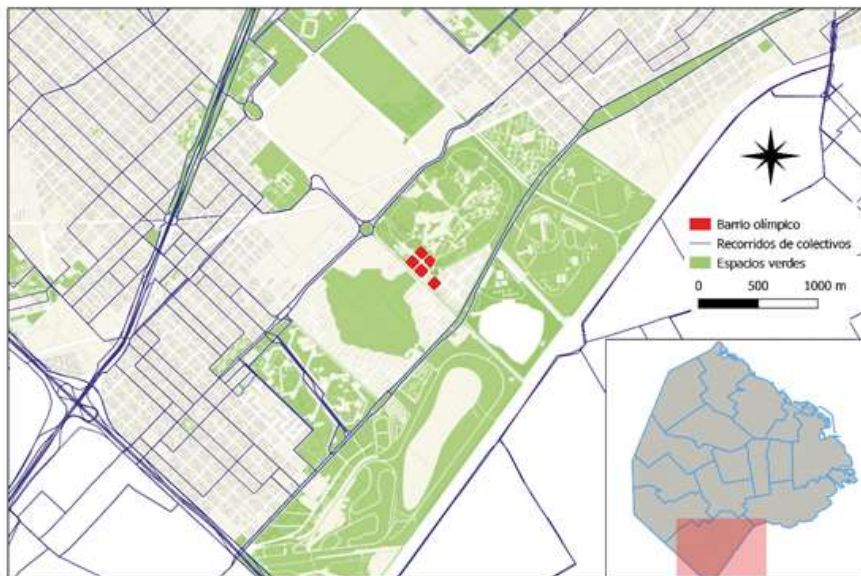 Barrio olímpico
Recorridos de colectivos
Espacios verdes
0 500 1000 m